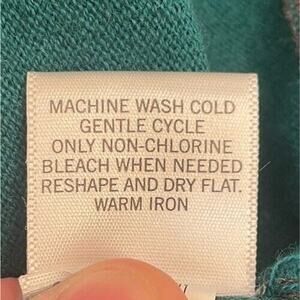 MACHINE WASH COLD
GENTLE CYCLE
ONLY NON-CHLORINE
BLEACH WHEN NEEDED
RESHAPE AND DRY FLAT.
WARM IRON